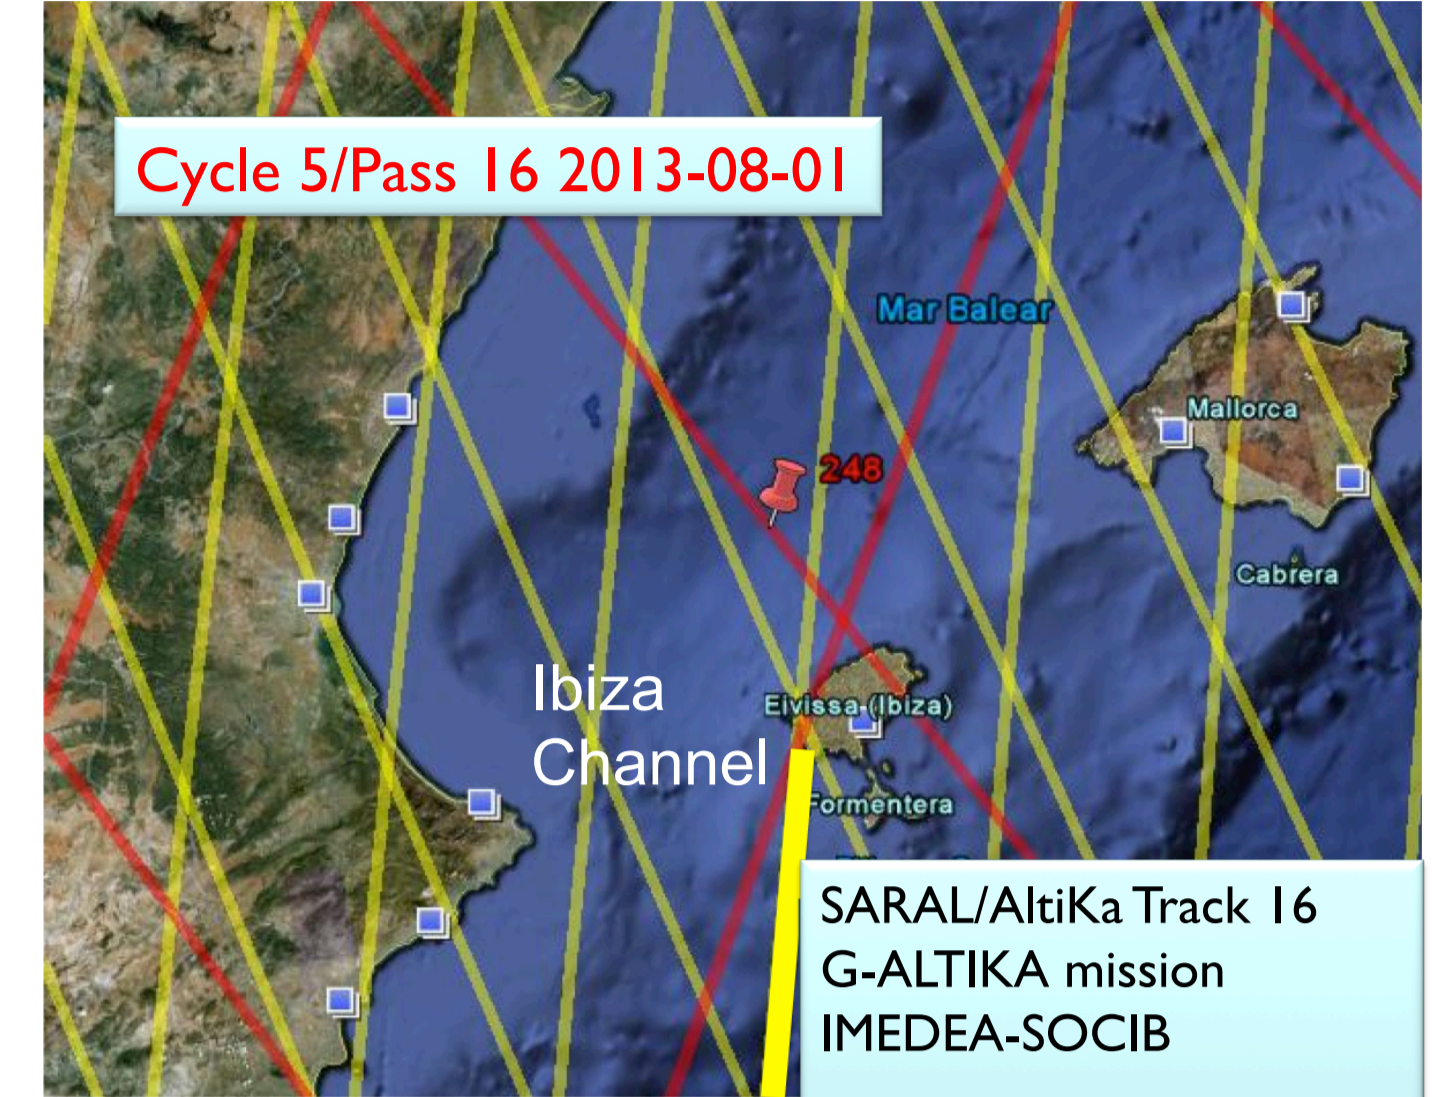 Cycle 5/Pass 16 2013-08-01
Mar Balear
Mallorca
248
Cabrera
Ibiza
Channel
Eivissa (Ibiza)
Formentera
SARAL/AltiKa Track 16
G-ALTIKA mission
IMEDEA-SOCIB